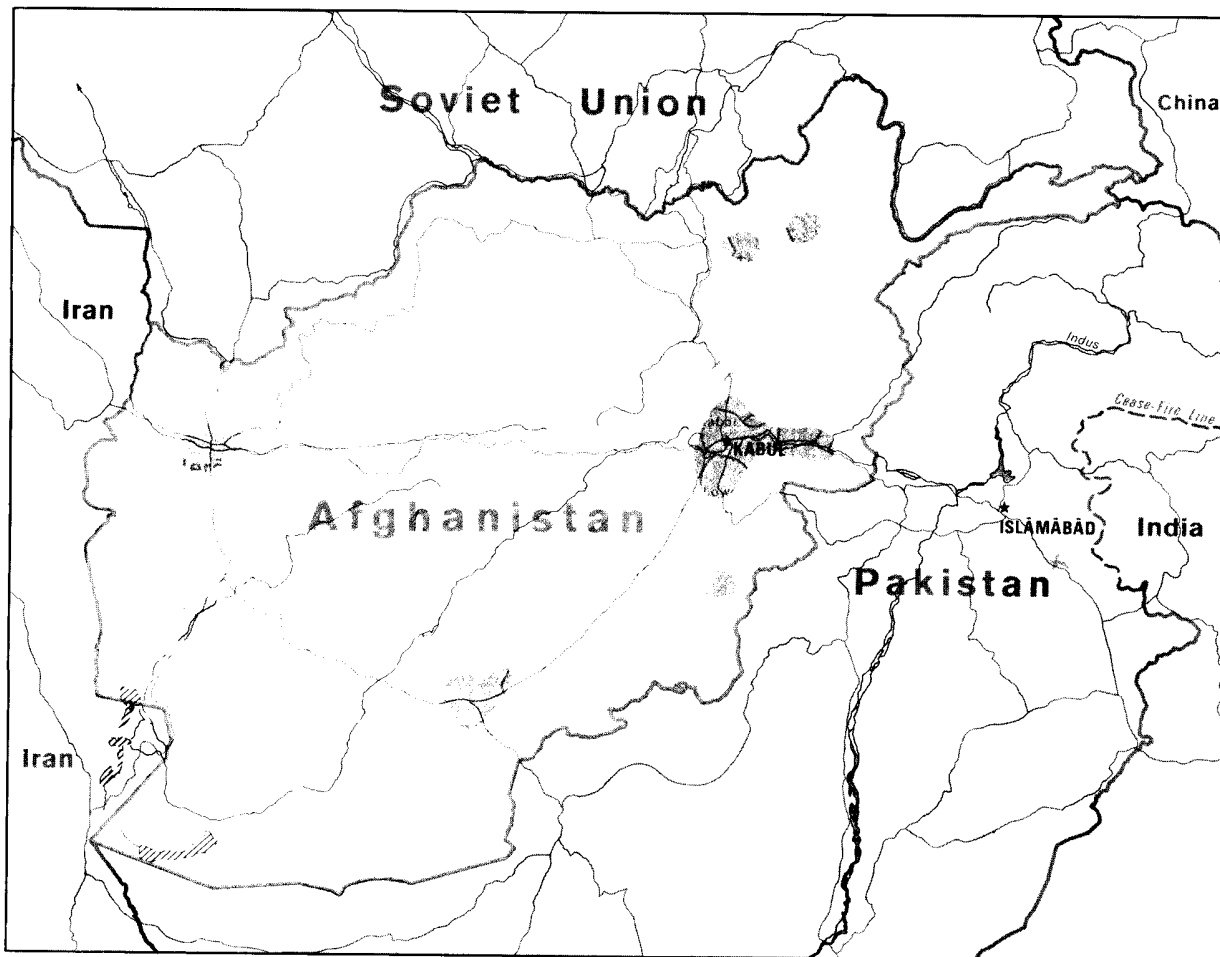 Soviet Union
China
Iran
Indus
Cease-Fire Line
KABUL
Afghanistan
ISLĀMĀBĀD
India
Pakistan
Iran